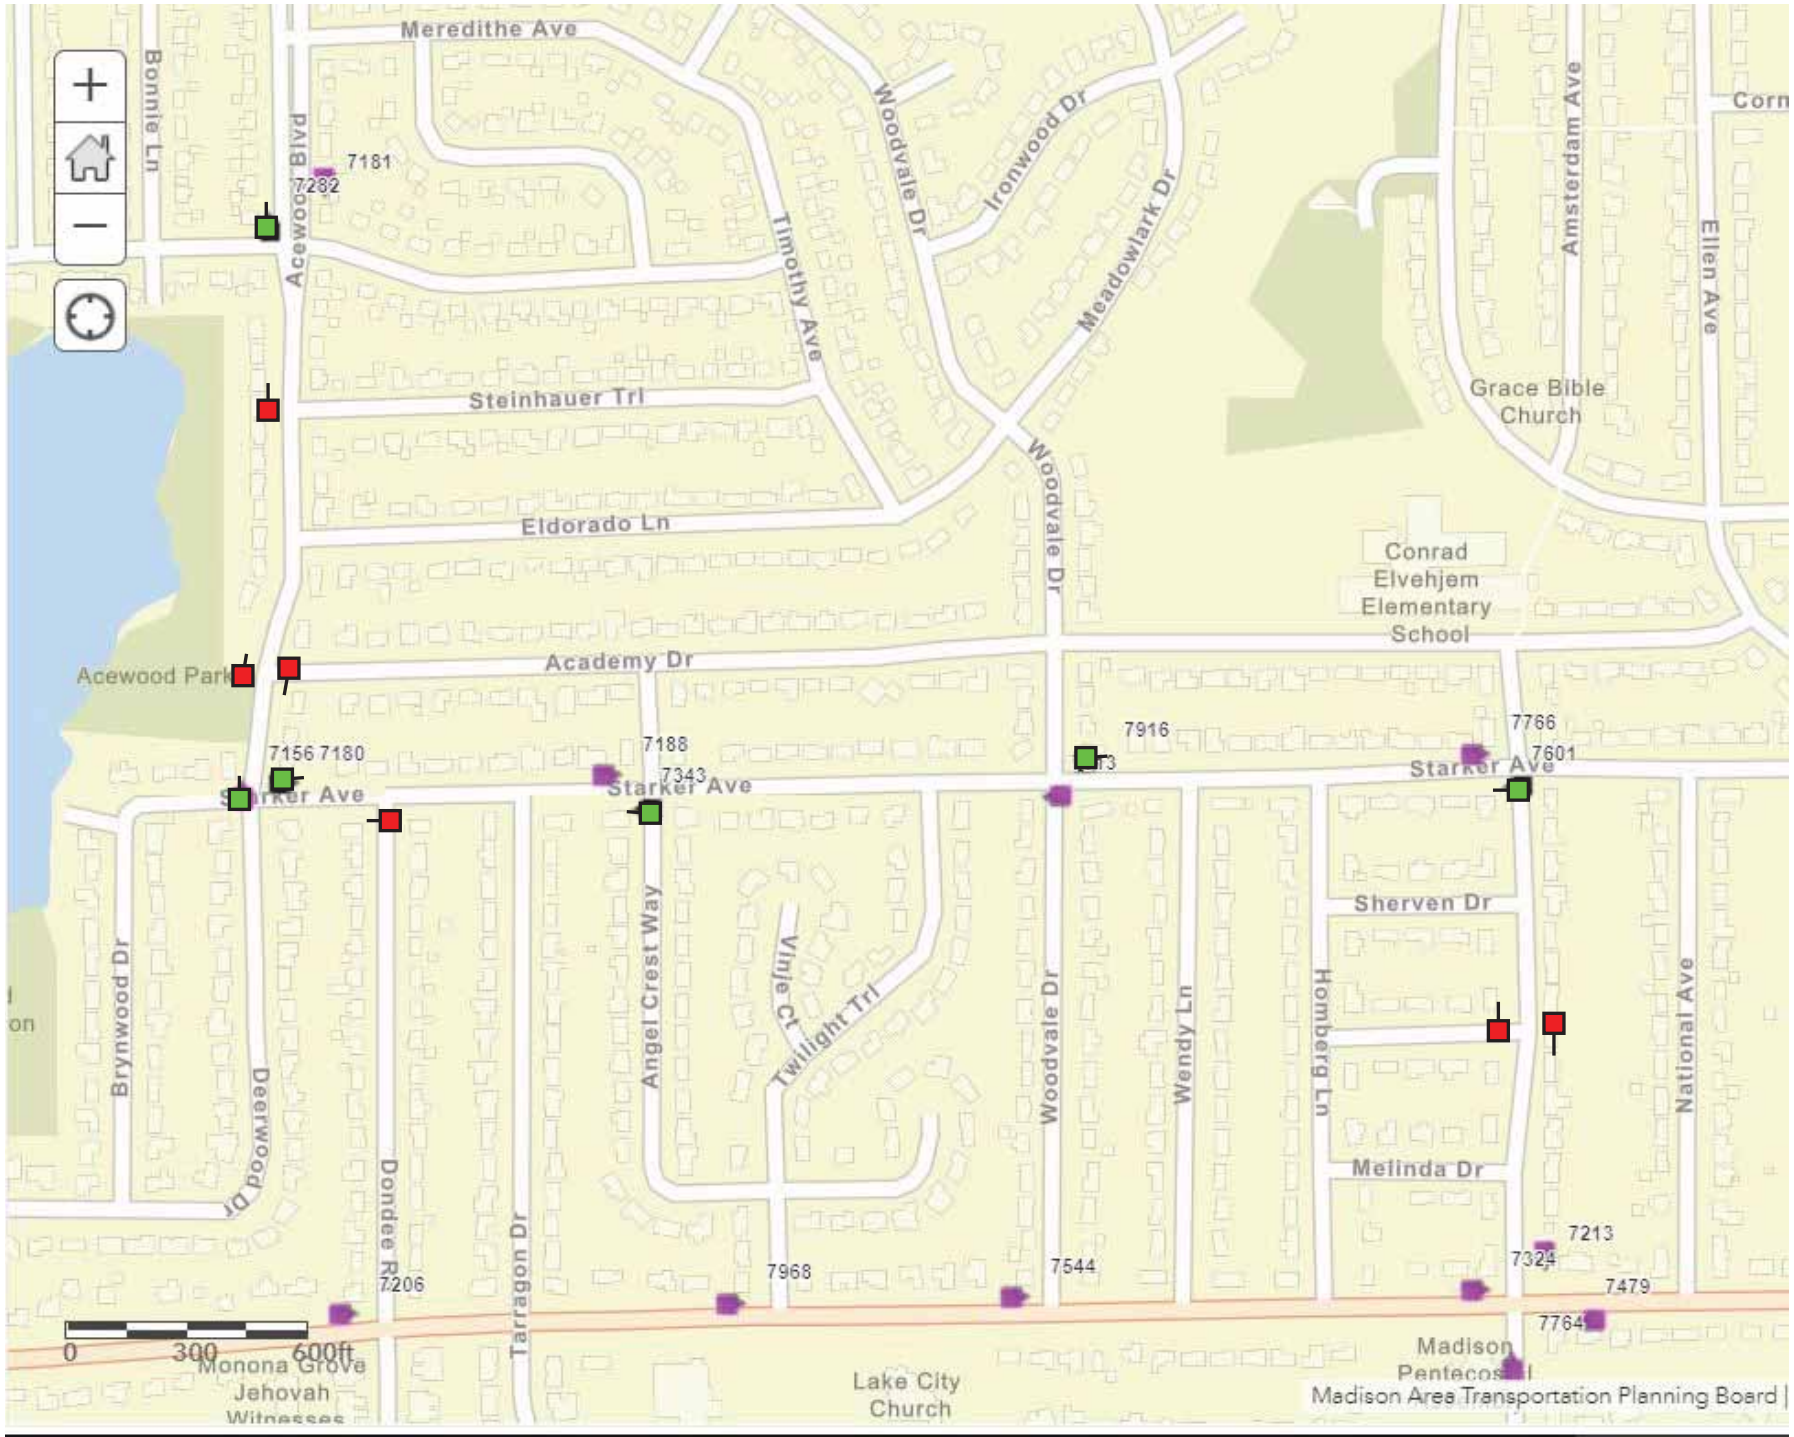 Meredithe Ave
Bonnie Ln
Acewood Blvd
7181
7282
Woodvale Dr
Ironwood Dr
Meadowlark Dr
Timothy Ave
Amsterdam Ave
Corn
Ellen Ave
Steinhauer Trl
Grace Bible
Church
Eldorado Ln
Woodvale Dr
Conrad
Elvehjem
Elementary
School
Academy Dr
Acewood Park
7156 7180
7188
7343
7916
7766
7601
Starker Ave
Starker Ave
Starker Ave
Sherven Dr
Brynwood Dr
Deerwood Dr
Dondee R
Tarragon Dr
Angel Crest Way
Vinje Ct
Twilight Trl
Woodvale Dr
Wendy Ln
Homberg Ln
National Ave
on
Melinda Dr
7213
7324
7479
7764
7206
7968
7544
0 300 600ft
Monona Grove
Jehovah
Witnesses
Lake City
Church
Madison
Madison Area Transportation Planning Board |